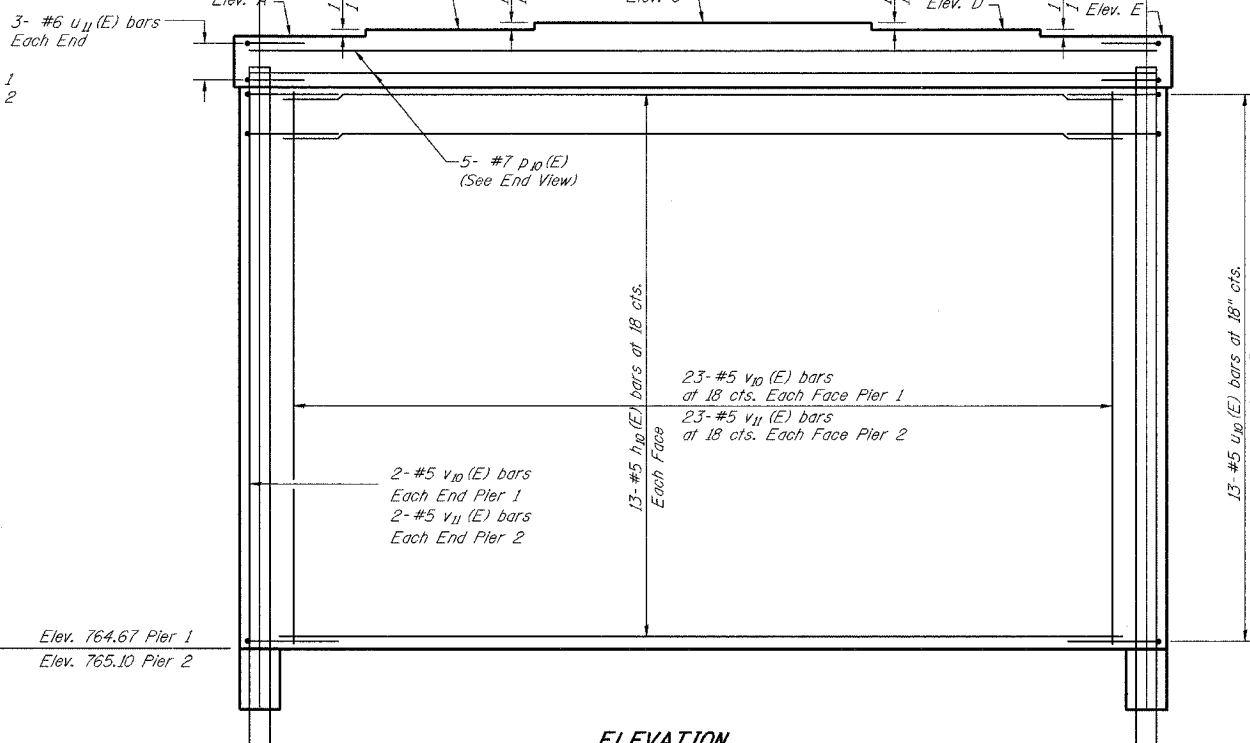 Elev. A
Elev. D
Elev. E
3- #6 u11(E) bars
Each End
1
2
5- #7 p10(E)
(See End View)
13-#5 h10(E) bars at 18 cts.
Each Face
23-#5 v10(E) bars
at 18 cts. Each Face Pier 1
23-#5 v11(E) bars
at 18 cts. Each Face Pier 2
13-#5 u10(E) bars at 18" cts.
2-#5 v10(E) bars
Each End Pier 1
2-#5 v11(E) bars
Each End Pier 2
Elev. 764.67 Pier 1
Elev. 765.10 Pier 2
ELEVATION